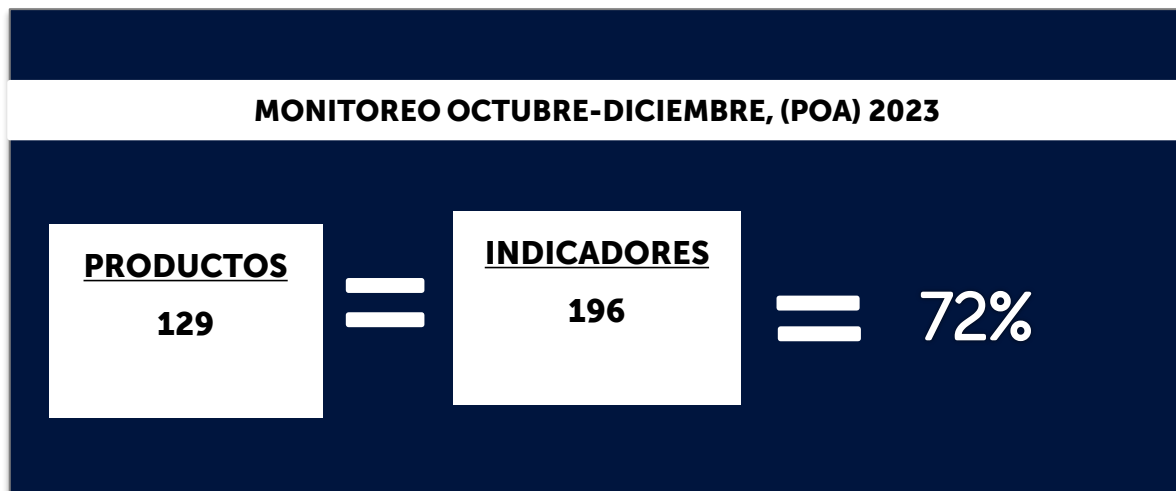 MONITOREO OCTUBRE-DICIEMBRE, (POA) 2023
PRODUCTOS
129
=
INDICADORES
196
=
72%